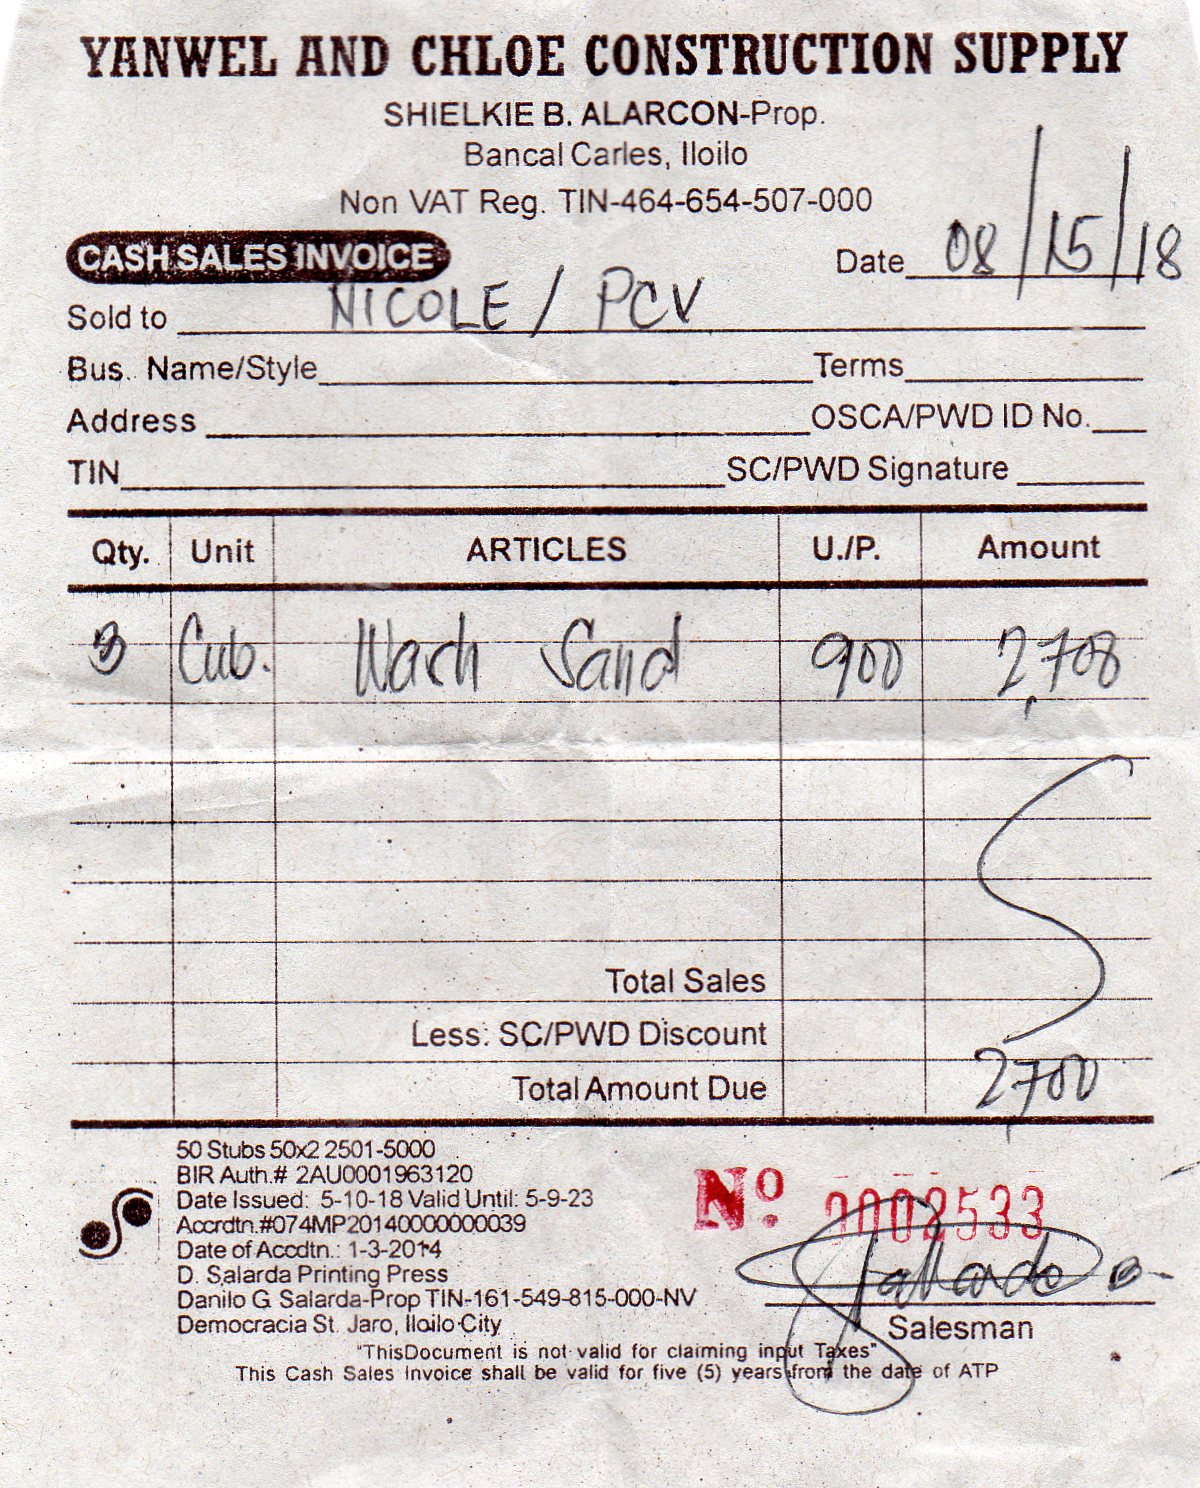 YANWEL AND CHLOE CONSTRUCTION SUPPLY
SHIELKIE B. ALARCON-Prop.
Bancal Carles, Iloilo
Non VAT Reg. TIN-464-654-507-000
CASH SALES INVOICE Date 08/15/18
Sold to NICOLE / PCV
Bus. Name/Style Terms
Address OSCA/PWD ID No.
TIN SC/PWD Signature
Qty. Unit ARTICLES U./P. Amount
3 Cub. Wash Sand 900 2,708
Total Sales
Less: SC/PWD Discount
Total Amount Due 2700
50 Stubs 50x2 2501-5000
BIR Auth.# 2AU0001963120
Date Issued: 5-10-18 Valid Until: 5-9-23
Accrdtn.#074MP20140000000039
Date of Accdtn.: 1-3-2014
D. Salarda Printing Press
Danilo G. Salarda-Prop TIN-161-549-815-000-NV
Democracia St. Jaro, Iloilo City
Nº 0002533
Salesman
"This Document is not valid for claiming input Taxes"
This Cash Sales Invoice shall be valid for five (5) years from the date of ATP